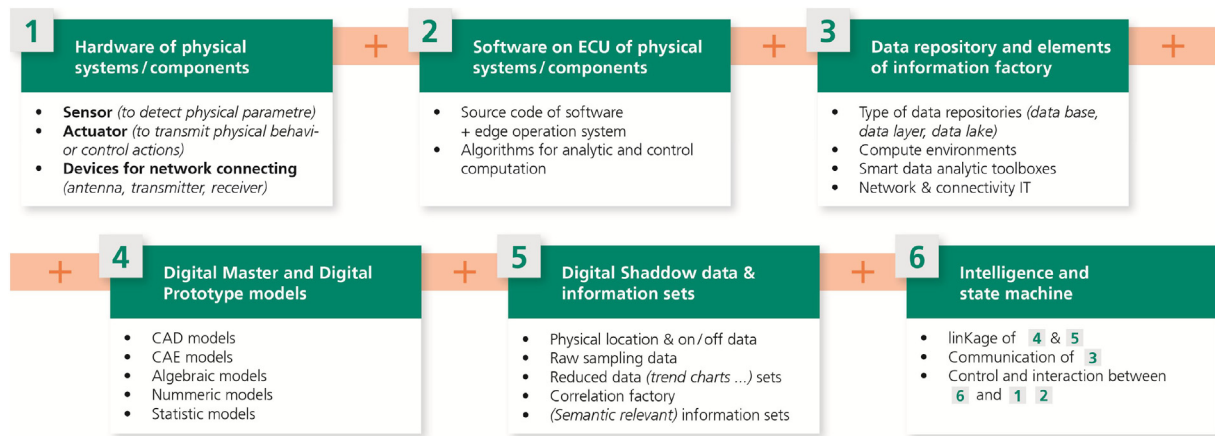 1
Hardware of physical
systems/components
+
2
Software on ECU of physical
systems/components
+
3
Data repository and elements
of information factory
+
• Sensor (to detect physical parametre)
• Actuator (to transmit physical behavi-
or control actions)
• Devices for network connecting
(antenna, transmitter, receiver)
• Source code of software
+ edge operation system
• Algorithms for analytic and control
computation
• Type of data repositories (data base,
data layer, data lake)
• Compute environments
• Smart data analytic toolboxes
• Network & connectivity IT
+
4
Digital Master and Digital
Prototype models
+
5
Digital Shaddow data &
information sets
+
6
Intelligence and
state machine
• CAD models
• CAE models
• Algebraic models
• Nummeric models
• Statistic models
• Physical location & on/off data
• Raw sampling data
• Reduced data (trend charts ...) sets
• Correlation factory
• (Semantic relevant) information sets
• linKage of 4 & 5
• Communication of 3
• Control and interaction between
6 and 1 2